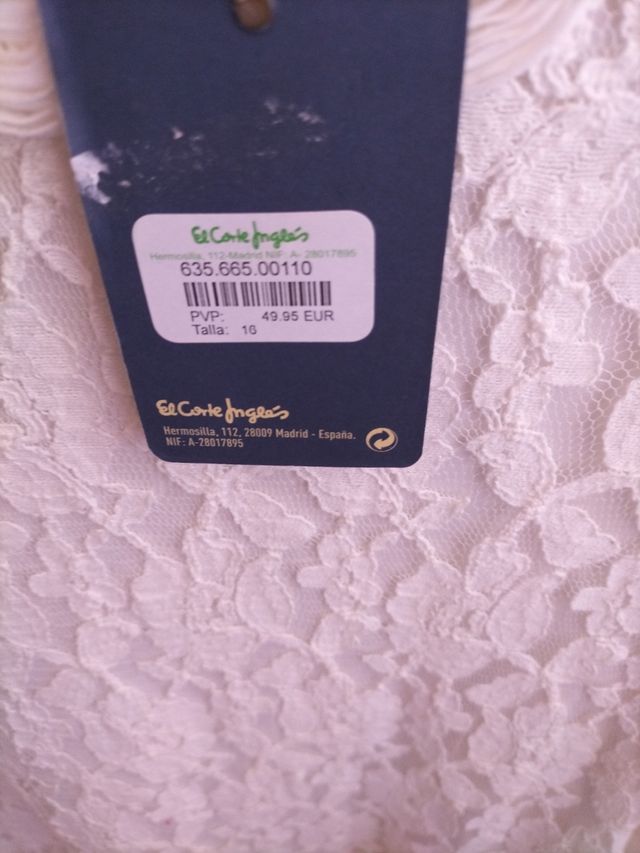 El Corte Inglés
Hermosilla, 112-Madrid NIF: A- 28017895
635.665.00110
PVP: 49.95 EUR
Talla: 16
El Corte Inglés
Hermosilla, 112, 28009 Madrid - España.
NIF: A-28017895